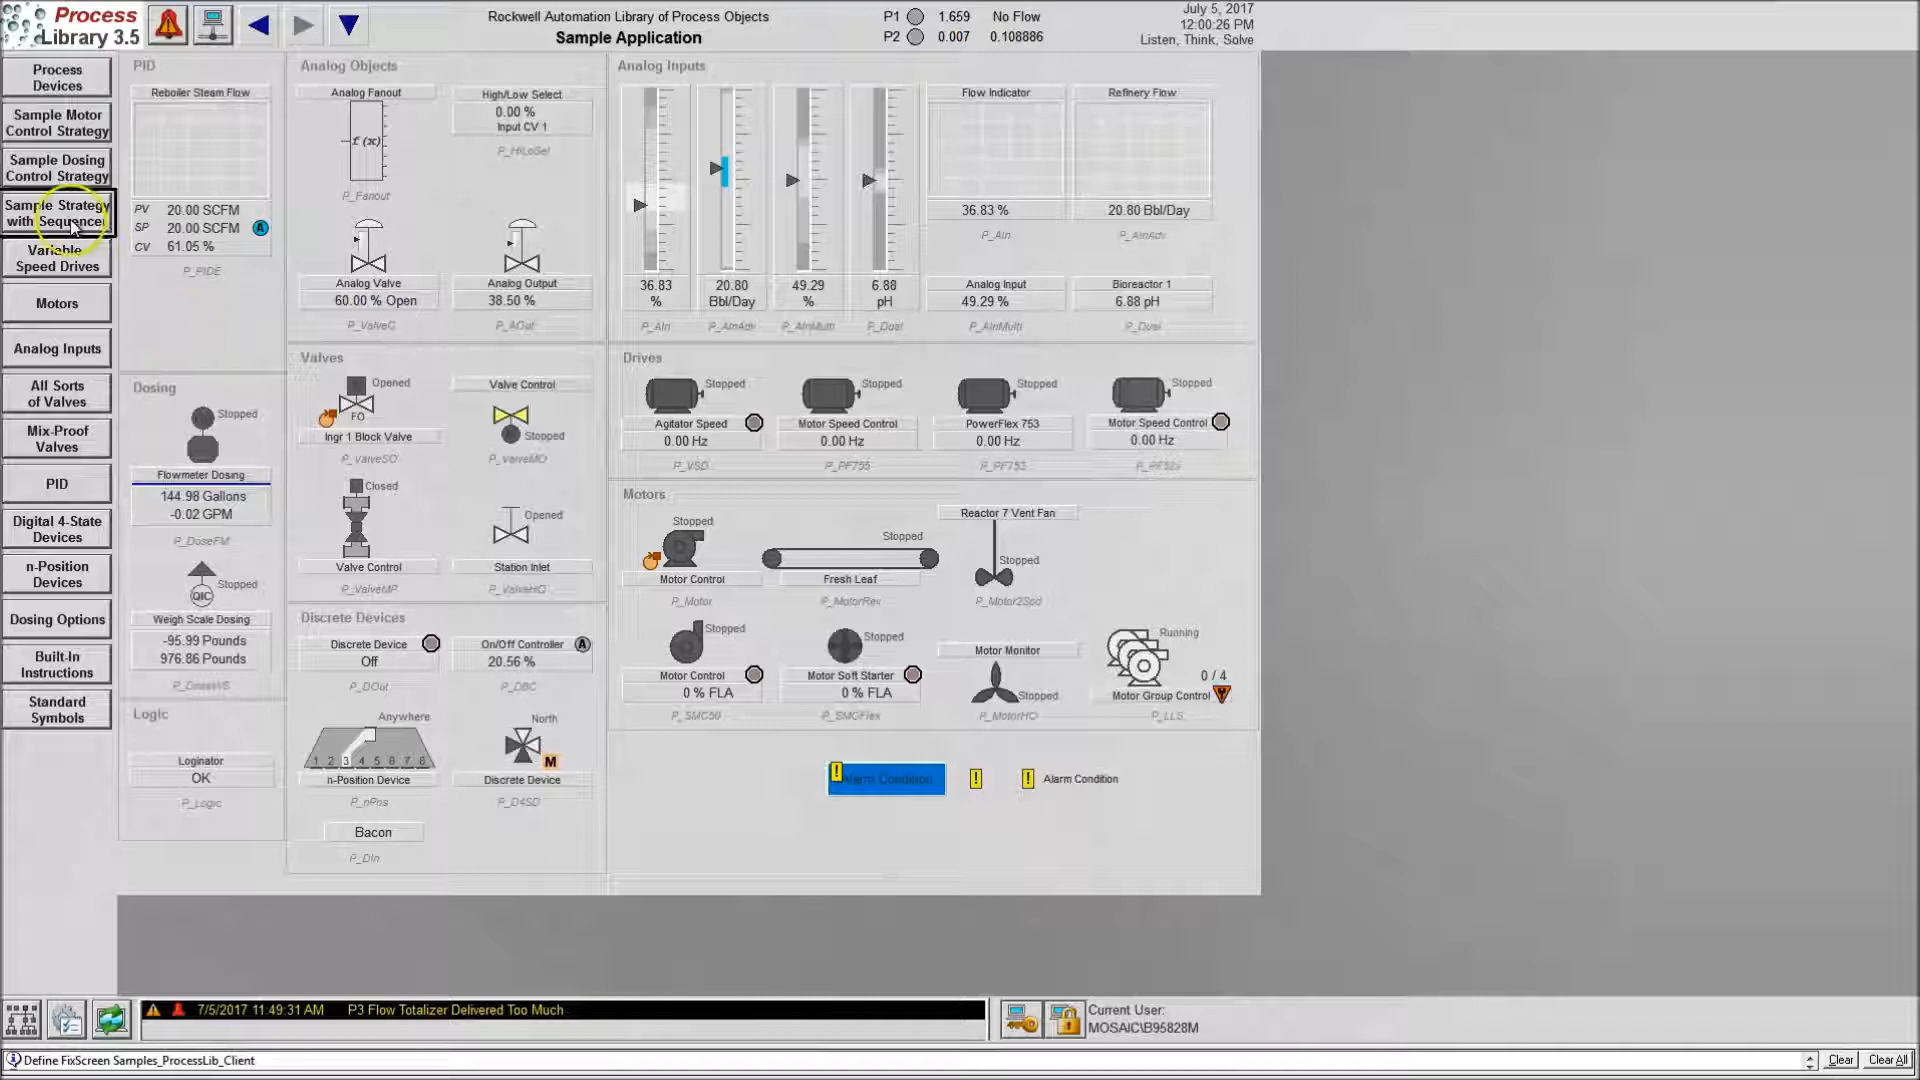 Process
Library 3.5
Rockwell Automation Library of Process Objects
Sample Application
P1 1.659 No Flow
P2 0.007 0.108886
July 5, 2017
12:00:26 PM
Listen, Think, Solve
Process
Devices
Sample Motor
Control Strategy
Sample Dosing
Control Strategy
Sample Strategy
with Sequencer
Variable
Speed Drives
Motors
Analog Inputs
All Sorts
of Valves
Mix-Proof
Valves
PID
Digital 4-State
Devices
n-Position
Devices
Dosing Options
Built-In
Instructions
Standard
Symbols
PID
Reboiler Steam Flow
PV 20.00 SCFM
SP 20.00 SCFM A
CV 61.05 %
P_PIDE
Dosing
Stopped
Flowmeter Dosing
144.98 Gallons
-0.02 GPM
P_DoseFM
Stopped
QIC
Weigh Scale Dosing
-95.99 Pounds
976.86 Pounds
P_DoseWS
Logic
Loginator
OK
P_Logic
Analog Objects
Analog Fanout
f (x)
P_Fanout
High/Low Select
0.00 %
Input CV 1
P_HiLoSel
Analog Valve
60.00 % Open
P_ValveC
Analog Output
38.50 %
P_AOut
Valves
Opened
FO
Ingr 1 Block Valve
P_ValveSO
Valve Control
Stopped
P_ValveMO
Closed
Valve Control
P_ValveMP
Opened
Station Inlet
P_ValveHO
Discrete Devices
Discrete Device
Off
P_DOut
On/Off Controller A
20.56 %
P_DBC
Anywhere
1 2 3 4 5 6 7 8
n-Position Device
P_nPos
North
M
Discrete Device
P_D4SD
Bacon
P_DIn
Analog Inputs
36.83
%
P_AIn
20.80
Bbl/Day
P_AInAdv
49.29
%
P_AInMulti
6.88
pH
P_Dual
Flow Indicator
36.83 %
P_AIn
Refinery Flow
20.80 Bbl/Day
P_AInAdv
Analog Input
49.29 %
P_AInMulti
Bioreactor 1
6.88 pH
P_Dual
Drives
Stopped
Agitator Speed
0.00 Hz
P_VSD
Stopped
Motor Speed Control
0.00 Hz
P_PF755
Stopped
PowerFlex 753
0.00 Hz
P_PF753
Stopped
Motor Speed Control
0.00 Hz
P_PF52x
Motors
Stopped
Motor Control
P_Motor
Stopped
Fresh Leaf
P_MotorRev
Reactor 7 Vent Fan
Stopped
P_Motor2Spd
Stopped
Motor Control
0 % FLA
P_SMC50
Stopped
Motor Soft Starter
0 % FLA
P_SMCFlex
Motor Monitor
Stopped
P_MotorHO
Running
0 / 4
Motor Group Control
P_LLS
! Alarm Condition
!
! Alarm Condition
7/5/2017 11:49:31 AM P3 Flow Totalizer Delivered Too Much
Current User:
MOSAIC\B95828M
Define FixScreen Samples_ProcessLib_Client
Clear
Clear All